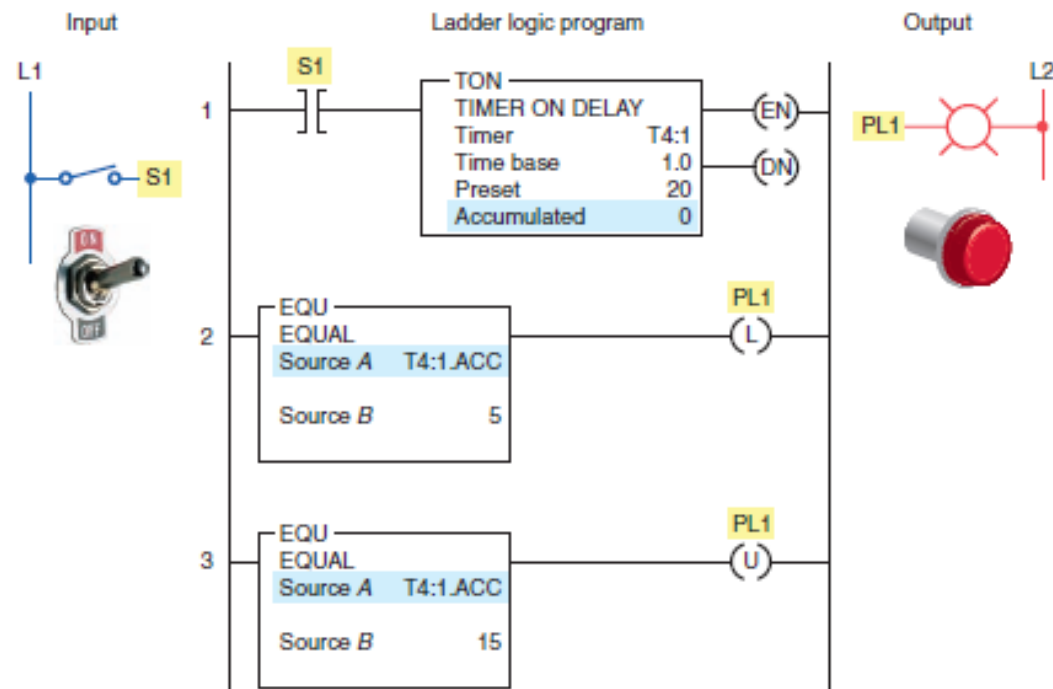 Input
Ladder logic program
Output
L1
L2
S1
ON
OFF
1
S1
TON
TIMER ON DELAY
Timer T4:1
Time base 1.0
Preset 20
Accumulated 0
EN
DN
PL1
2
EQU
EQUAL
Source A T4:1.ACC
Source B 5
PL1
L
3
EQU
EQUAL
Source A T4:1.ACC
Source B 15
PL1
U